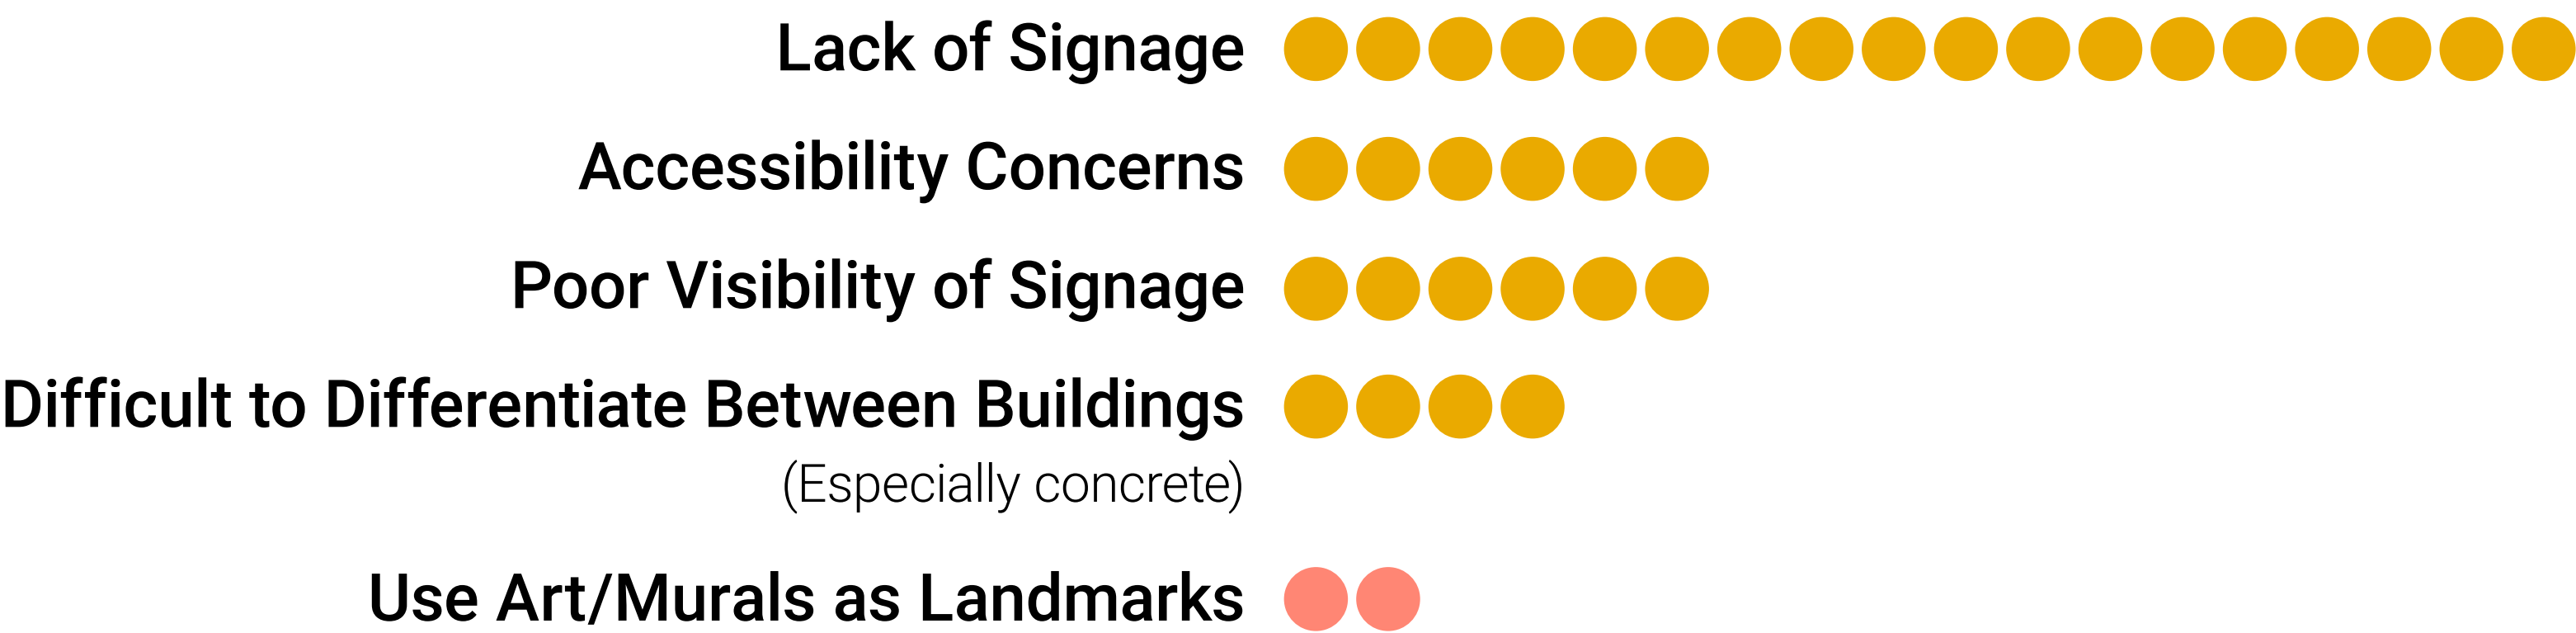 Lack of Signage
Accessibility Concerns
Poor Visibility of Signage
Difficult to Differentiate Between Buildings
(Especially concrete)
Use Art/Murals as Landmarks